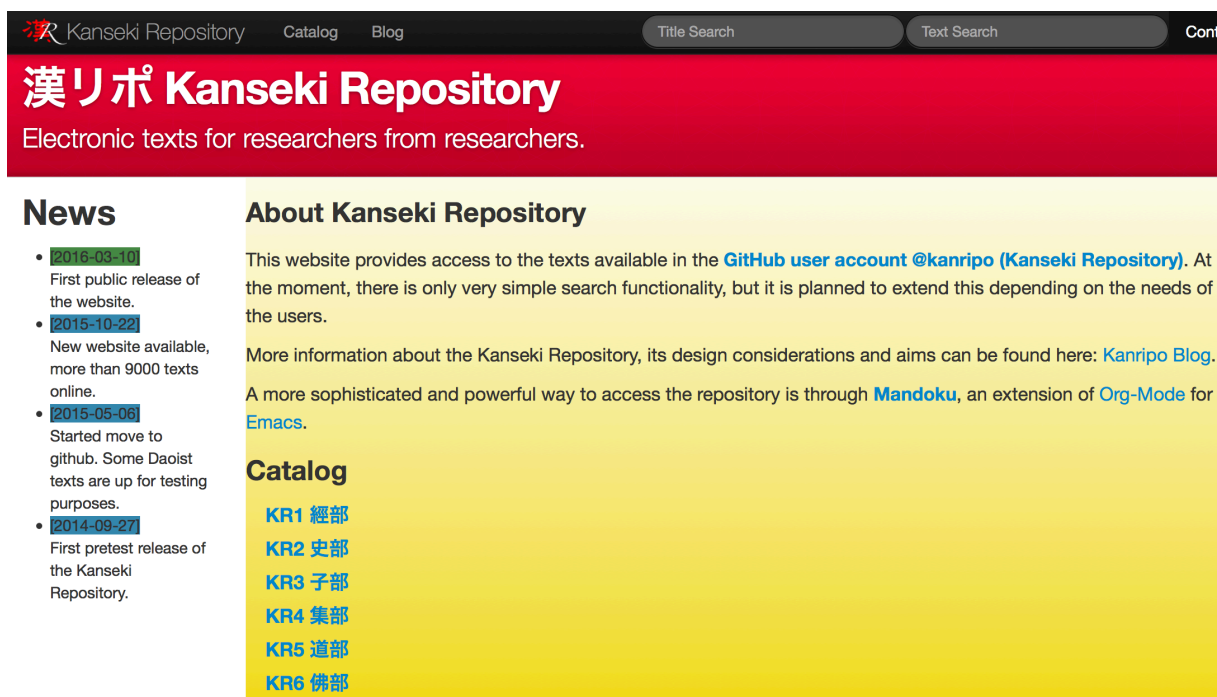 漢R Kanseki Repository Catalog Blog Title Search Text Search
漢リポ Kanseki Repository
Electronic texts for researchers from researchers.
News
[2016-03-10]
First public release of
the website.
[2015-10-22]
New website available,
more than 9000 texts
online.
[2015-05-06]
Started move to
github. Some Daoist
texts are up for testing
purposes.
[2014-09-27]
First pretest release of
the Kanseki
Repository.
About Kanseki Repository
This website provides access to the texts available in the GitHub user account @kanripo (Kanseki Repository). At
the moment, there is only very simple search functionality, but it is planned to extend this depending on the needs of
the users.
More information about the Kanseki Repository, its design considerations and aims can be found here: Kanripo Blog.
A more sophisticated and powerful way to access the repository is through Mandoku, an extension of Org-Mode for
Emacs.
Catalog
KR1 經部
KR2 史部
KR3 子部
KR4 集部
KR5 道部
KR6 佛部